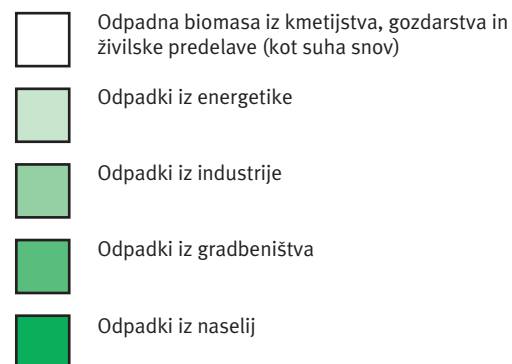 Odpadna biomasa iz kmetijstva, gozdarstva in
živilske predelave (kot suha snov)
Odpadki iz energetike
Odpadki iz industrije
Odpadki iz gradbeništva
Odpadki iz naselij